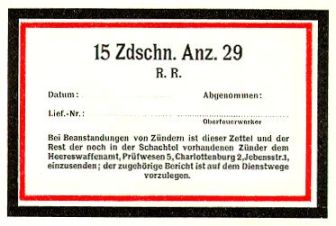 15 Zdschn. Anz. 29
R. R.
Datum: Abgenommen:
Lief.-Nr.:
Oberfeuerwerker
Bei Beanstandungen von Zündern ist dieser Zettel und der
Rest der noch in der Schachtel vorhandenen Zünder dem
Heereswaffenamt, Prüfwesen 5, Charlottenburg 2, Jebensstr.1,
einzusenden; der zugehörige Bericht ist auf dem Dienstwege
vorzulegen.